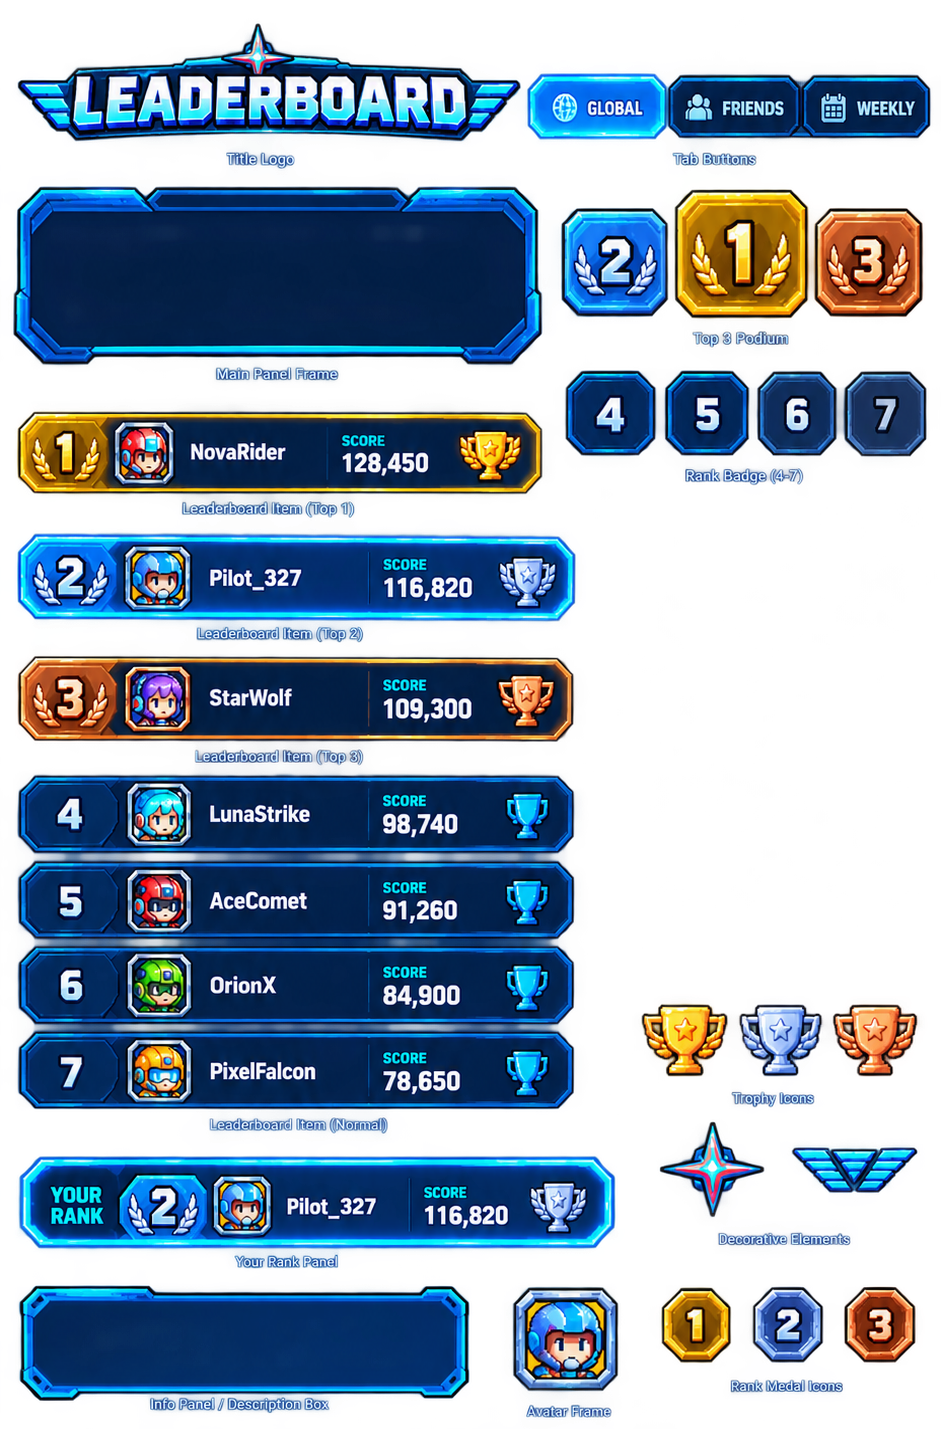 LEADERBOARD
Title Logo
GLOBAL
FRIENDS
WEEKLY
Tab Buttons
Main Panel Frame
2
1
3
Top 3 Podium
4
5
6
7
Rank Badge (4-7)
1
NovaRider
SCORE
128,450
Leaderboard Item (Top 1)
2
Pilot_327
SCORE
116,820
Leaderboard Item (Top 2)
3
StarWolf
SCORE
109,300
Leaderboard Item (Top 3)
4
LunaStrike
SCORE
98,740
5
AceComet
SCORE
91,260
6
OrionX
SCORE
84,900
7
PixelFalcon
SCORE
78,650
Leaderboard Item (Normal)
Trophy Icons
Decorative Elements
YOUR
RANK
2
Pilot_327
SCORE
116,820
Your Rank Panel
Info Panel / Description Box
Avatar Frame
1
2
3
Rank Medal Icons